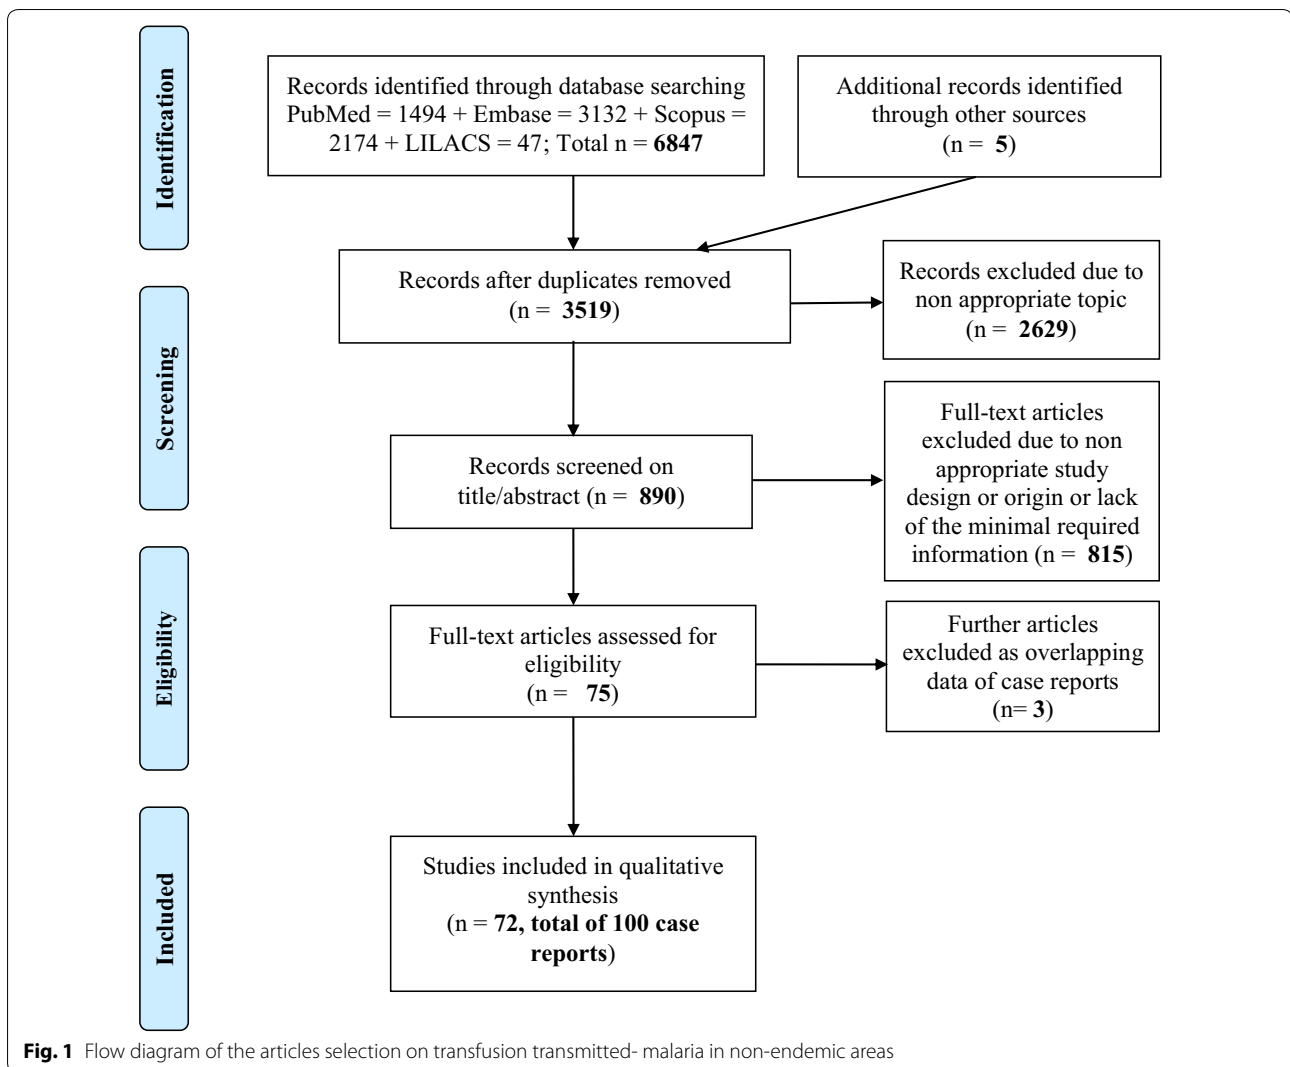 Identification
Records identified through database searching
PubMed = 1494 + Embase = 3132 + Scopus =
2174 + LILACS = 47; Total n = 6847
Additional records identified
through other sources
(n = 5)
Records after duplicates removed
(n = 3519)
Records excluded due to
non appropriate topic
(n = 2629)
Screening
Records screened on
title/abstract (n = 890)
Full-text articles
excluded due to non
appropriate study
design or origin or lack
of the minimal required
information (n = 815)
Eligibility
Full-text articles assessed for
eligibility
(n = 75)
Further articles
excluded as overlapping
data of case reports
(n= 3)
Included
Studies included in qualitative
synthesis
(n = 72, total of 100 case
reports)
Fig. 1 Flow diagram of the articles selection on transfusion transmitted- malaria in non-endemic areas